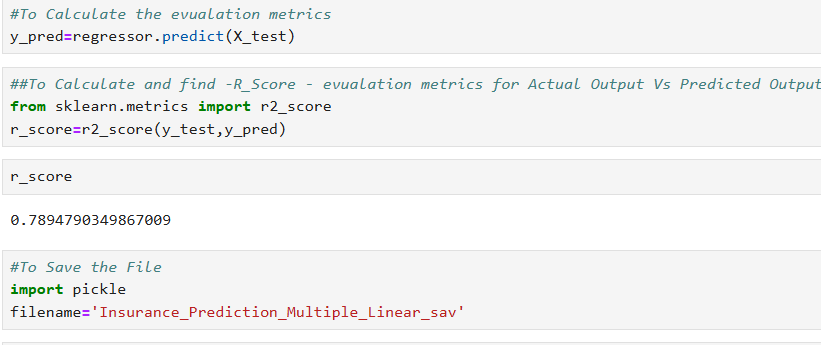 #To Calculate the evualation metrics
y_pred=regressor.predict(X_test)
##To Calculate and find -R_Score - evualation metrics for Actual Output Vs Predicted Output
from sklearn.metrics import r2_score
r_score=r2_score(y_test,y_pred)
r_score
0.7894790349867009
#To Save the File
import pickle
filename='Insurance_Prediction_Multiple_Linear_sav'